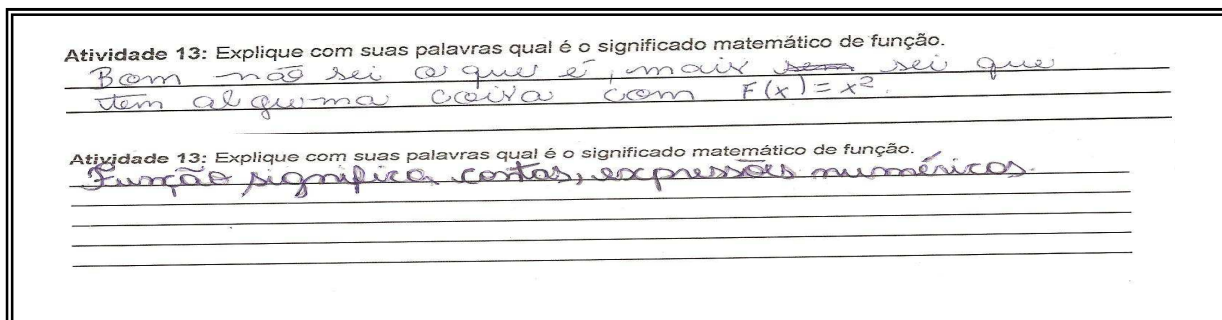 Atividade 13: Explique com suas palavras qual é o significado matemático de função.
Bom não sei o que é, mais sei que
tem alguma coisa com F(x) = x²
Atividade 13: Explique com suas palavras qual é o significado matemático de função.
Função significa contas, expressões numéricos.